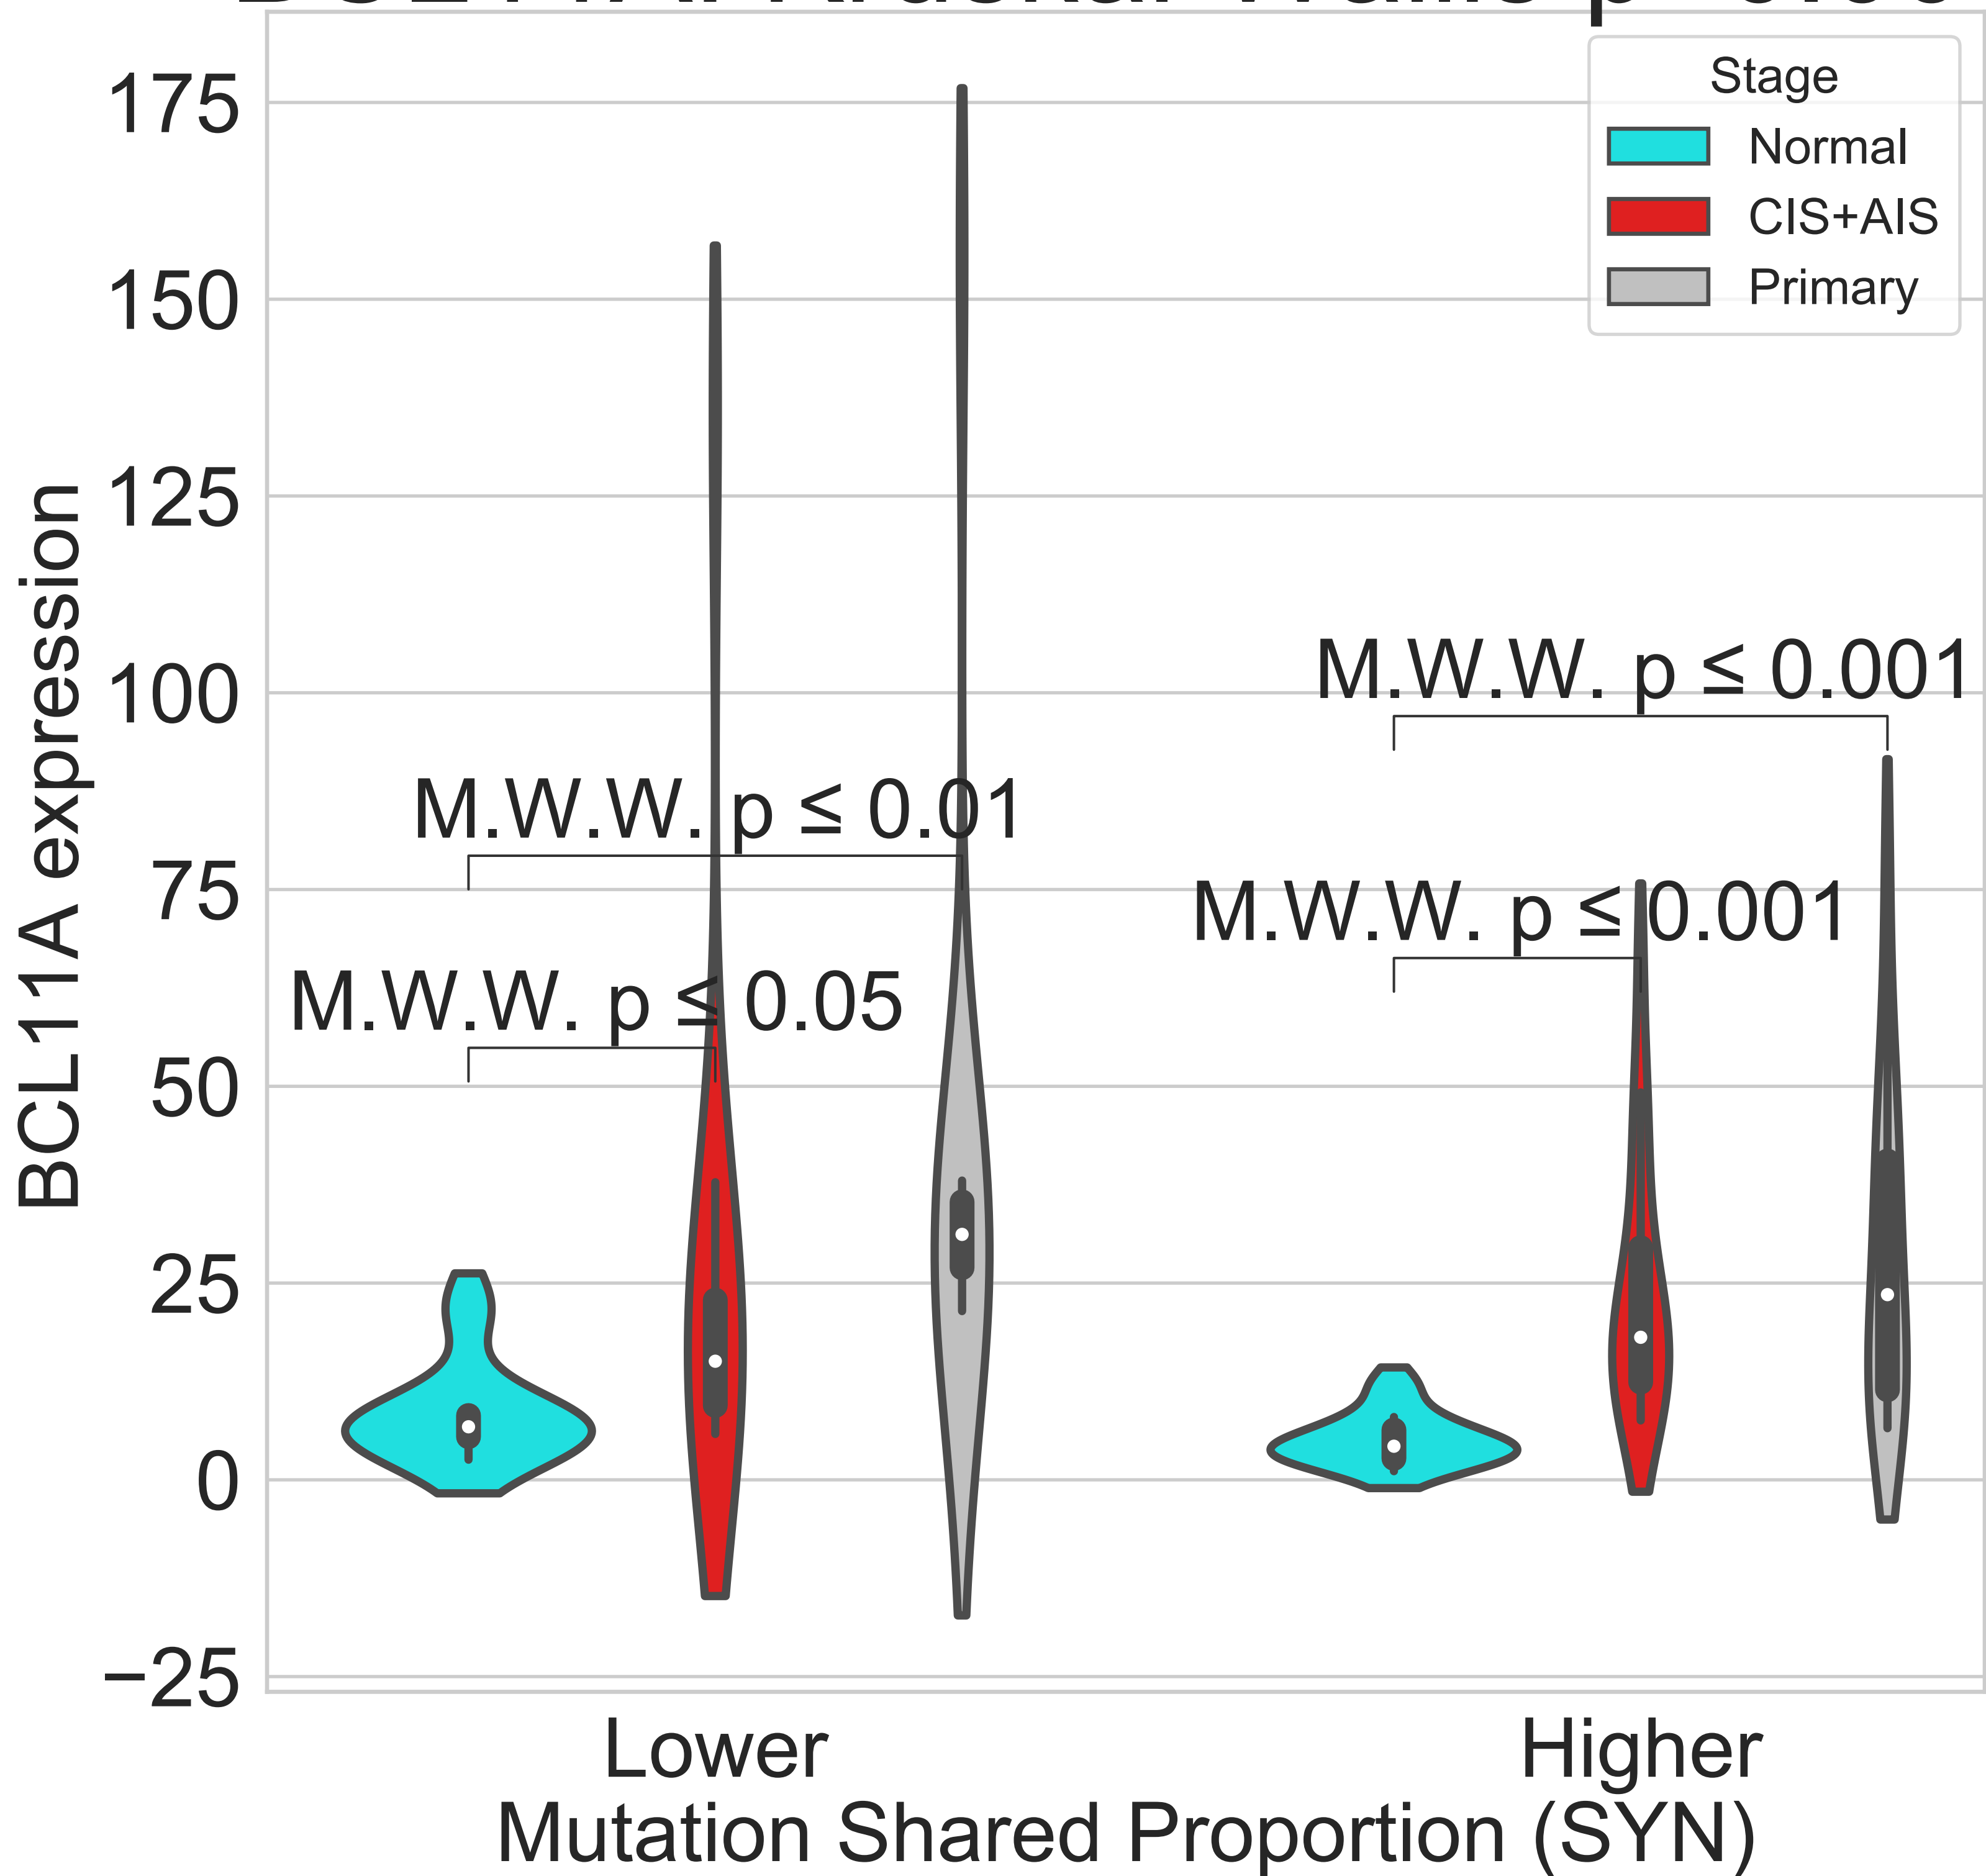 Stage
Normal
CIS+AIS
Primary
BCL11A expression
175
150
125
100
75
50
25
0
−25
M.W.W. p ≤ 0.001
M.W.W. p ≤ 0.01
M.W.W. p ≤ 0.001
M.W.W. p ≤ 0.05
Lower
Higher
Mutation Shared Proportion (SYN)